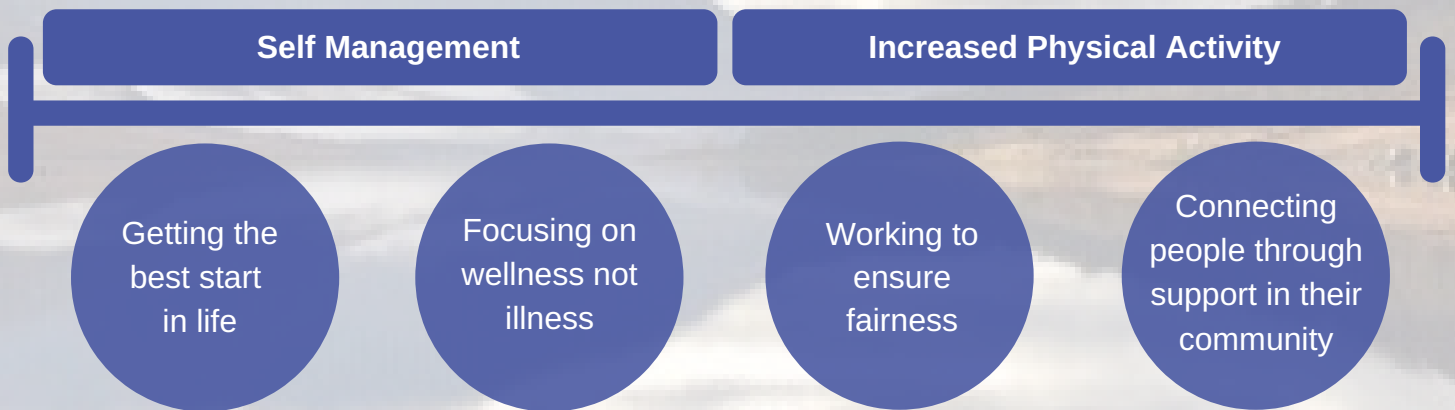 Self Management
Increased Physical Activity
Getting the
best start
in life
Focusing on
wellness not
illness
Working to
ensure
fairness
Connecting
people through
support in their
community